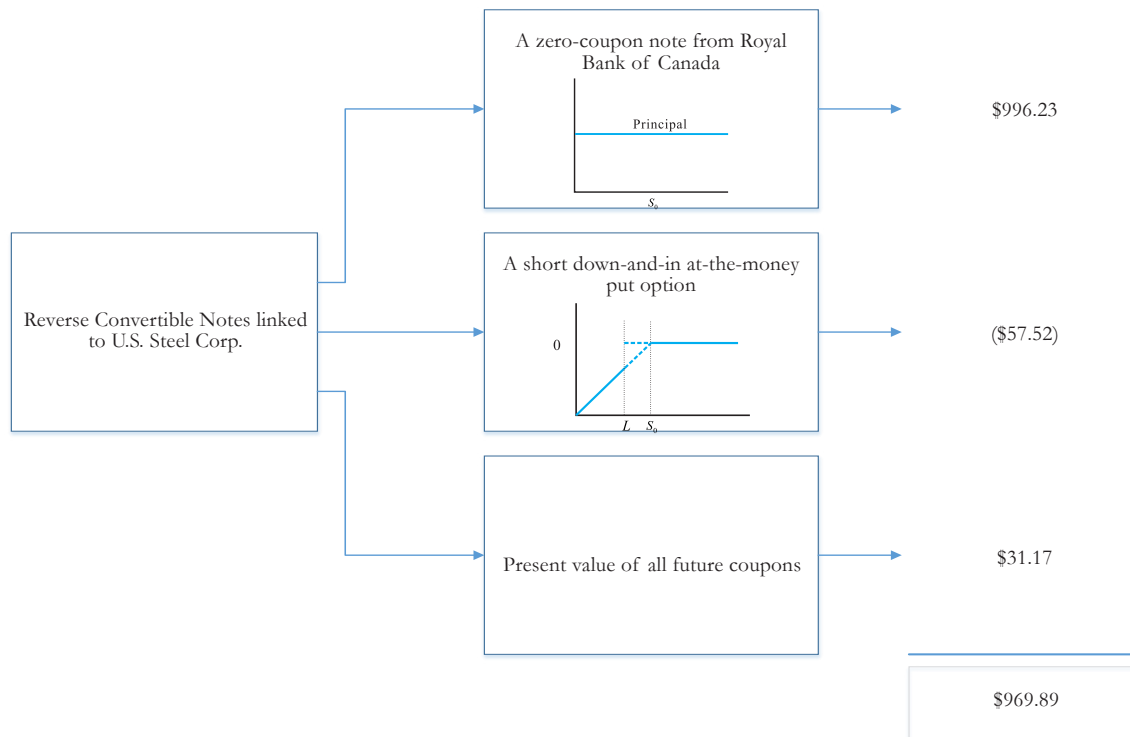 A zero-coupon note from Royal
Bank of Canada
Principal
S₀
$996.23
Reverse Convertible Notes linked
to U.S. Steel Corp.
A short down-and-in at-the-money
put option
0
L S₀
($57.52)
Present value of all future coupons
$31.17
$969.89